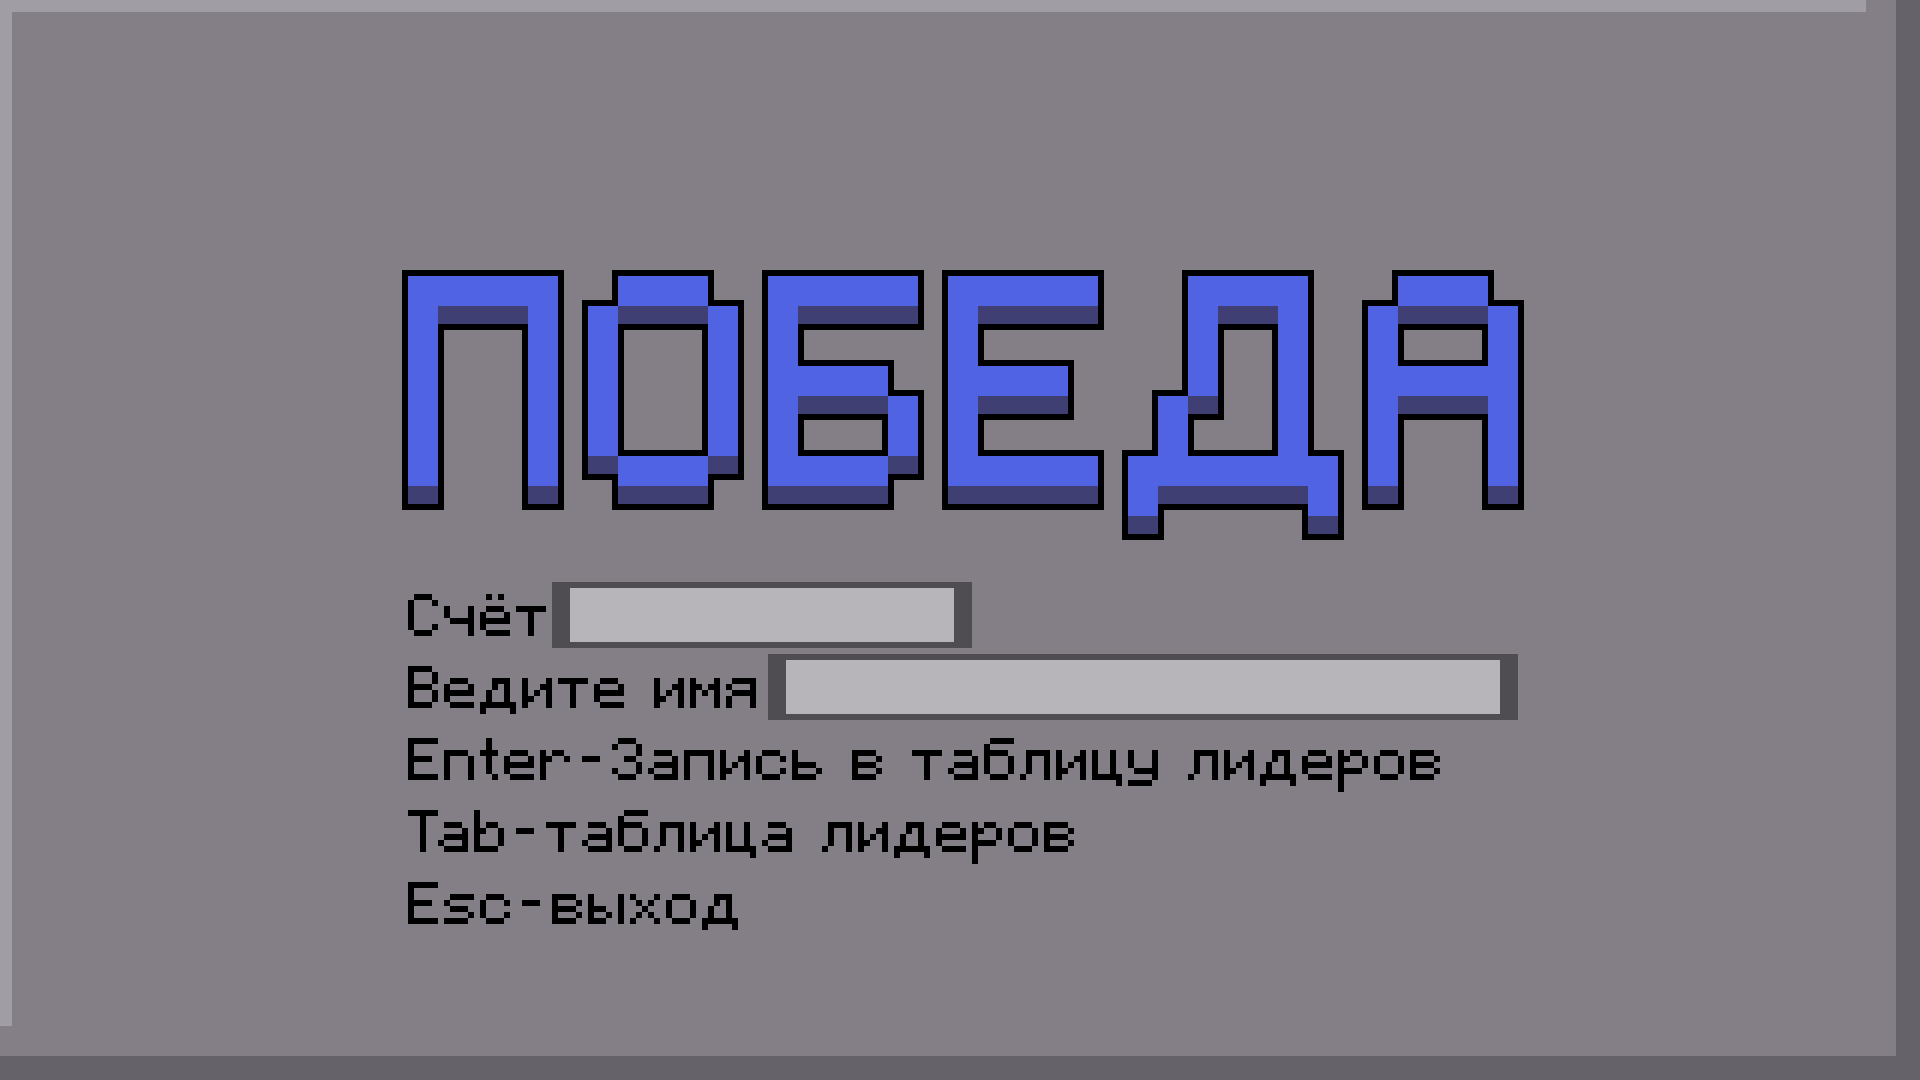 ПОБЕДА
Счёт
Ведите имя
Enter-Запись в таблицу лидеров
Tab-таблица лидеров
Esc-выход